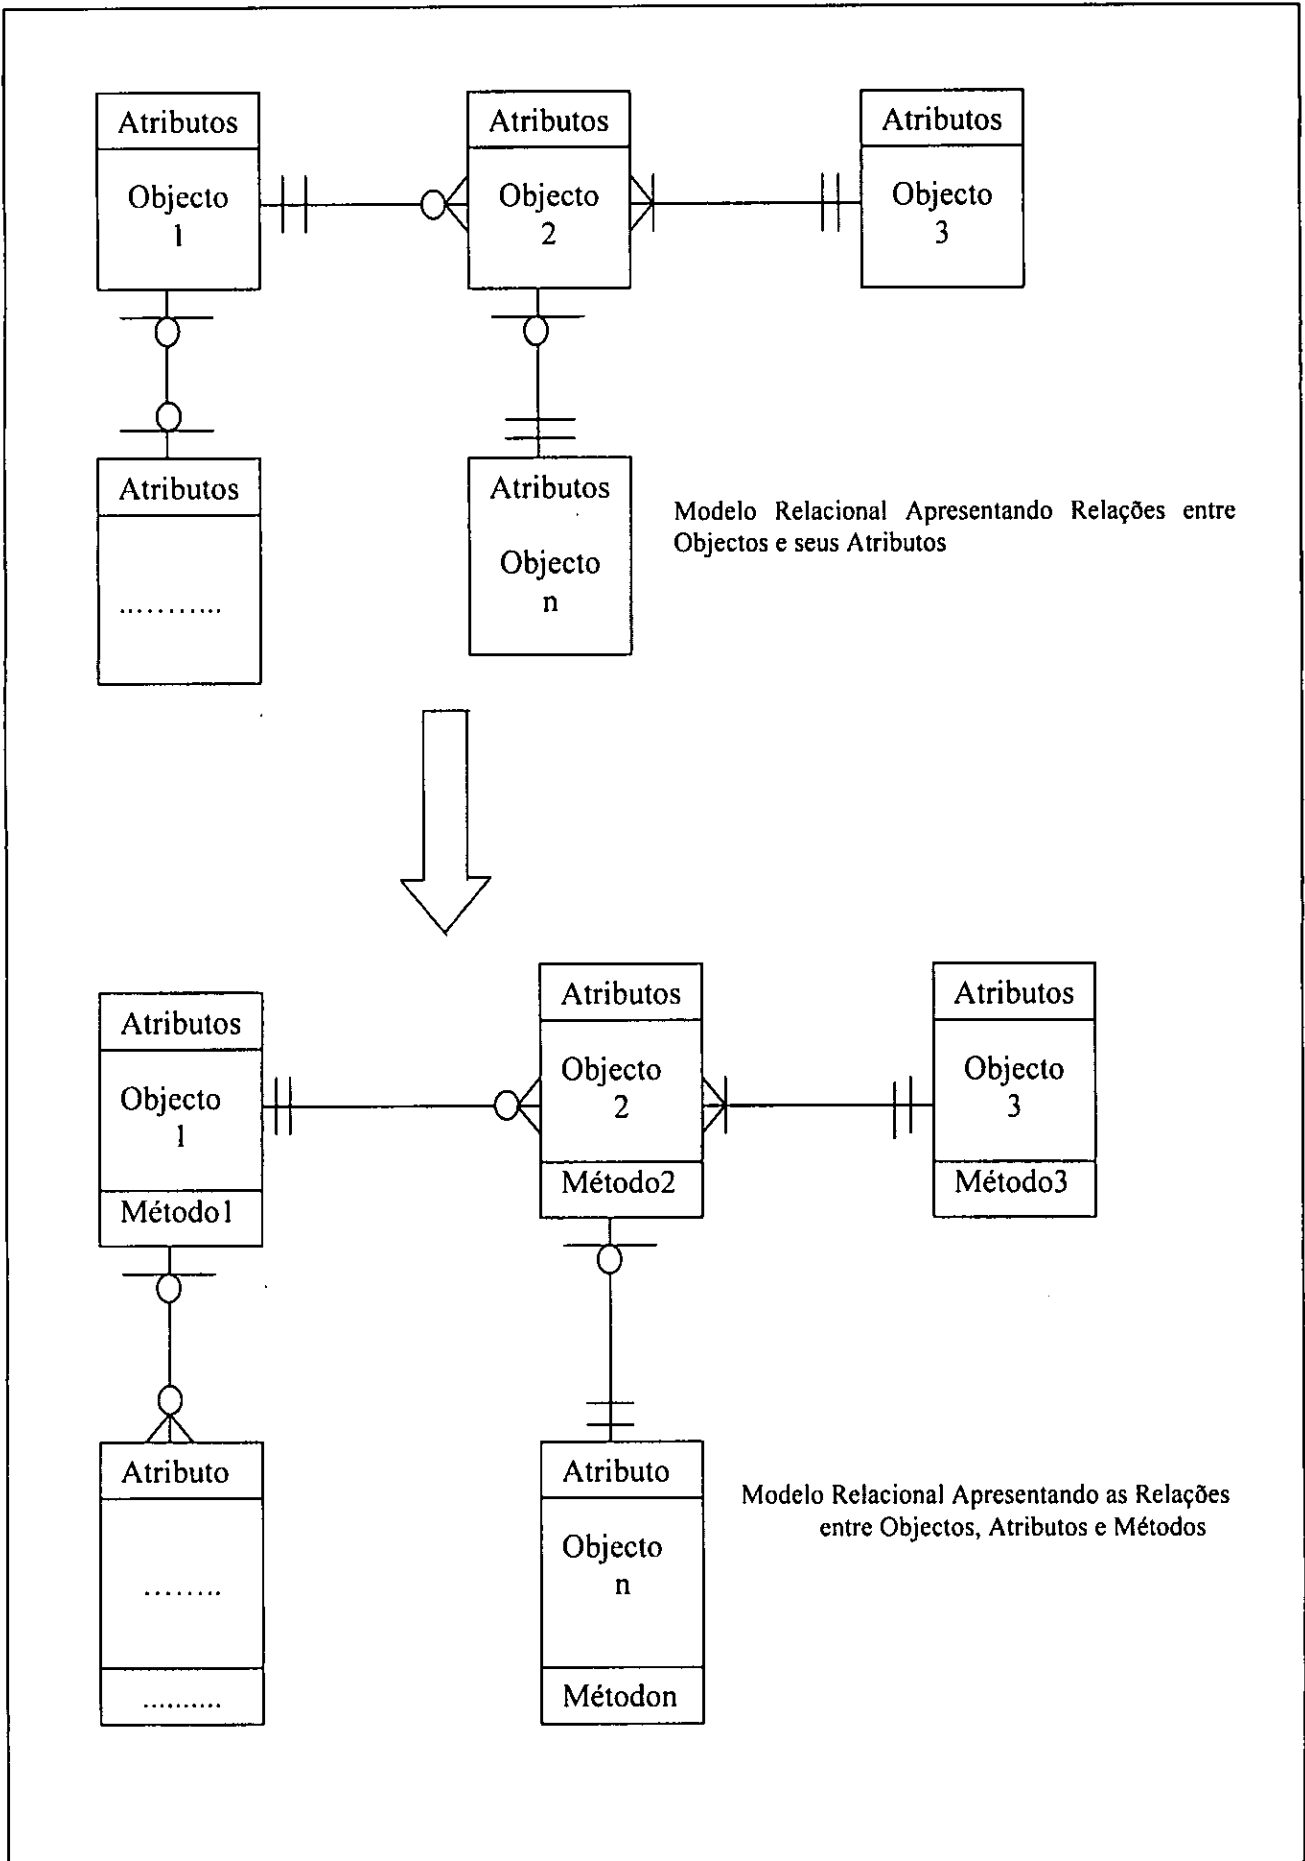 Atributos
Objecto
1
Atributos
Objecto
2
Atributos
Objecto
3
Atributos
...........
Atributos
Objecto
n
Modelo Relacional Apresentando Relações entre
Objectos e seus Atributos
Atributos
Objecto
1
Método1
Atributos
Objecto
2
Método2
Atributos
Objecto
3
Método3
Atributo
........
..........
Atributo
Objecto
n
Métodon
Modelo Relacional Apresentando as Relações
entre Objectos, Atributos e Métodos